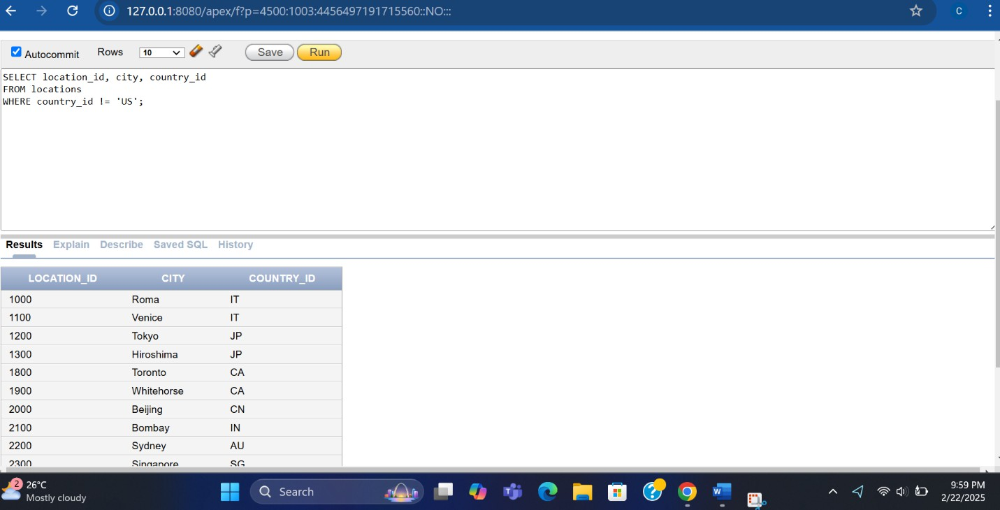 127.0.0.1:8080/apex/f?p=4500:1003:4456497191715560::NO:::
C
Autocommit Rows 10 Save Run
SELECT location_id, city, country_id
FROM locations
WHERE country_id != 'US';
Results Explain Describe Saved SQL History
LOCATION_ID CITY COUNTRY_ID
1000 Roma IT
1100 Venice IT
1200 Tokyo JP
1300 Hiroshima JP
1800 Toronto CA
1900 Whitehorse CA
2000 Beijing CN
2100 Bombay IN
2200 Sydney AU
2300 Singapore SG
2 26°C
Mostly cloudy
Search
9:59 PM
2/22/2025